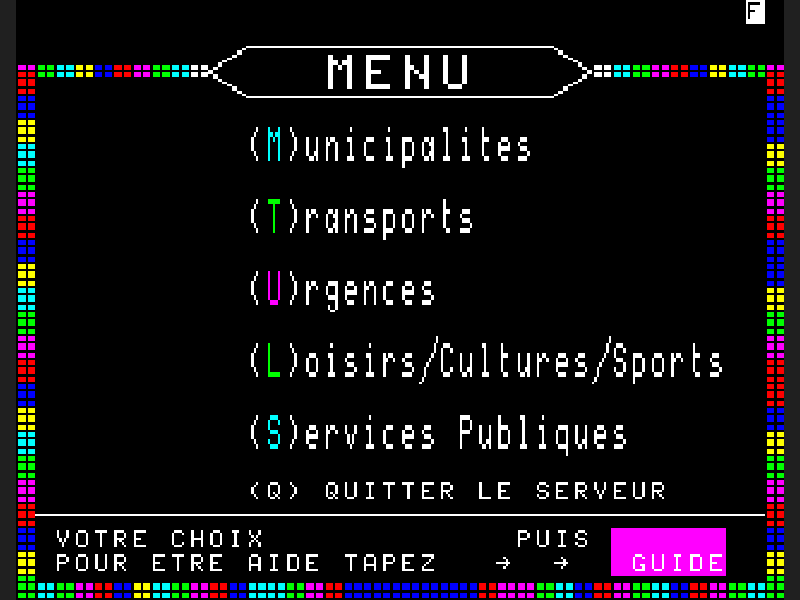 F
MENU
(M)unicipalites
(T)ransports
(U)rgences
(L)oisirs/Cultures/Sports
(S)ervices Publiques
(Q) QUITTER LE SERVEUR
VOTRE CHOIX PUIS
POUR ETRE AIDE TAPEZ → → GUIDE